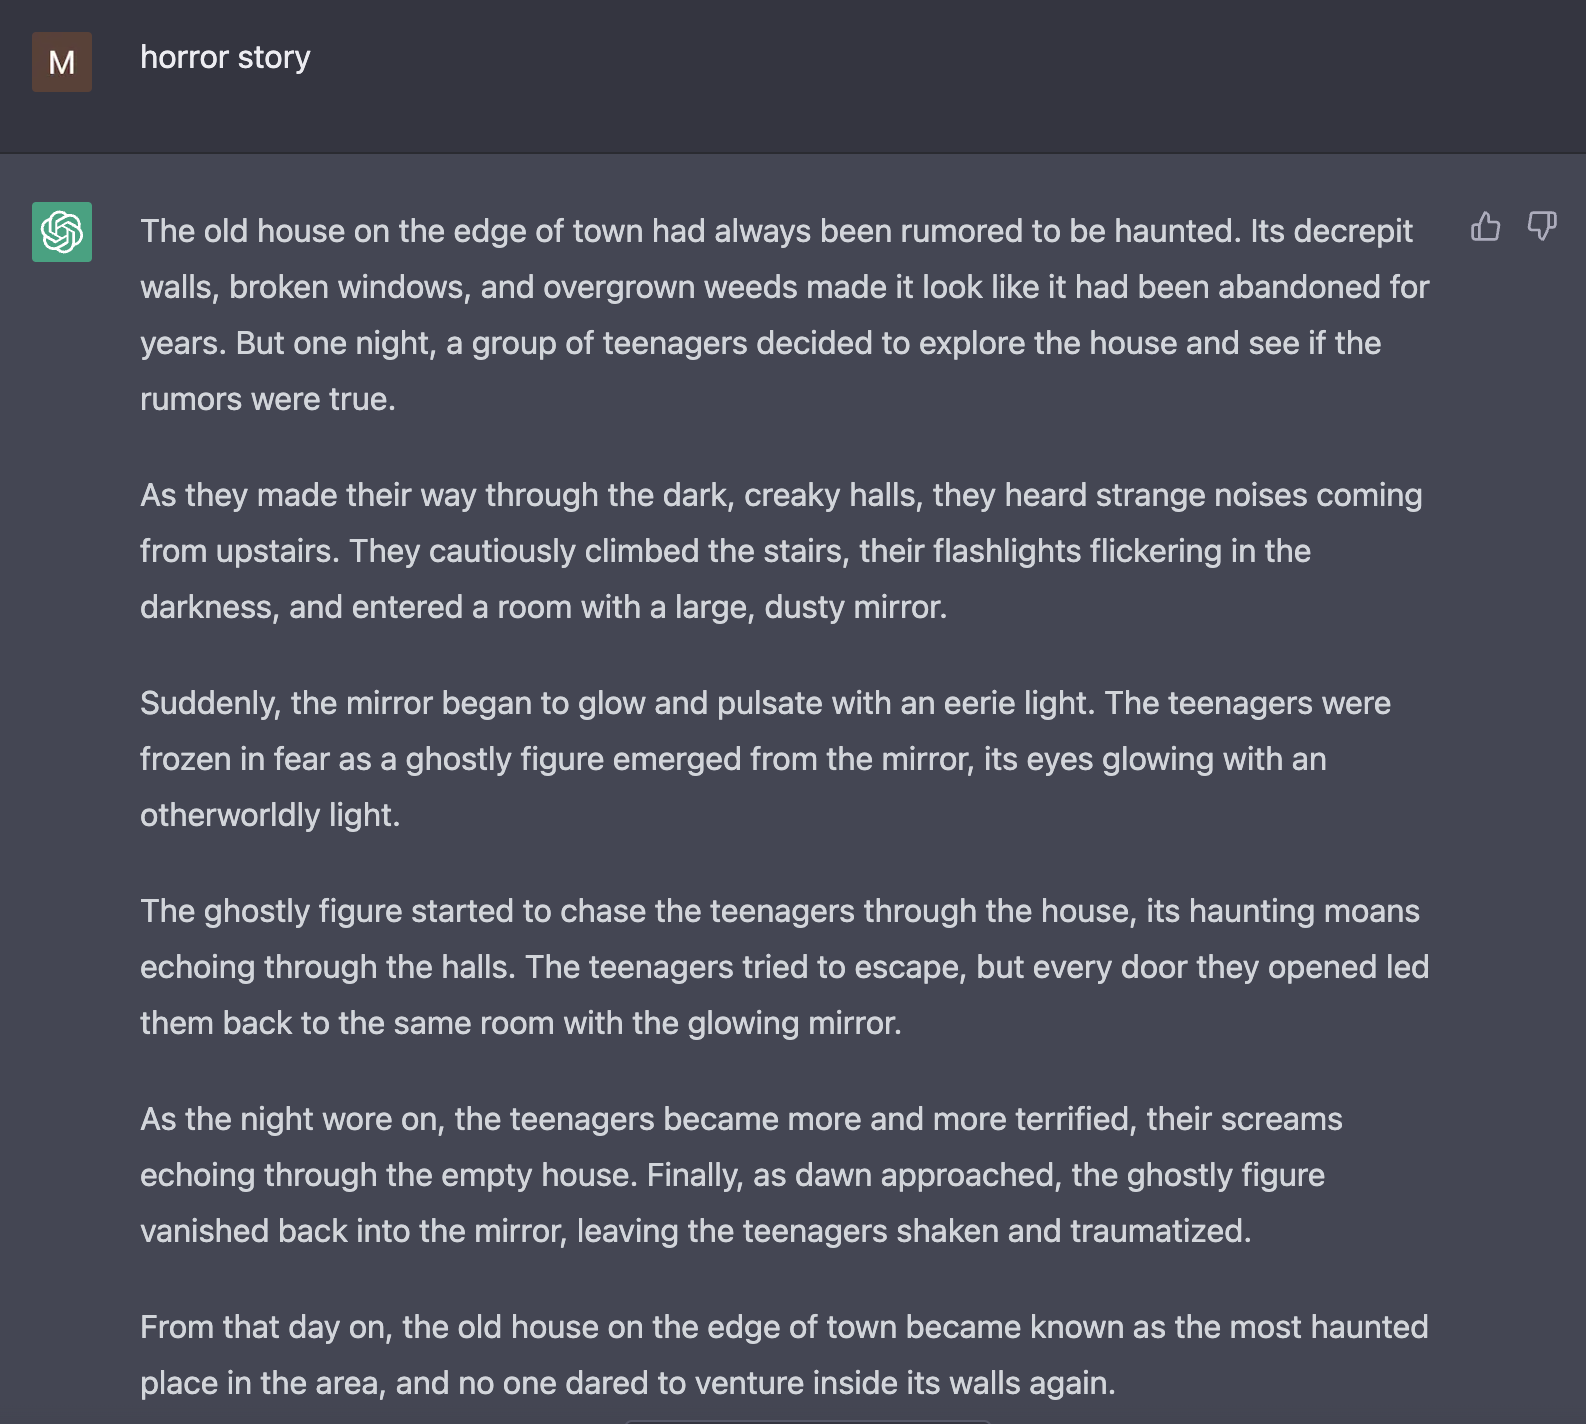 M
horror story
The old house on the edge of town had always been rumored to be haunted. Its decrepit
walls, broken windows, and overgrown weeds made it look like it had been abandoned for
years. But one night, a group of teenagers decided to explore the house and see if the
rumors were true.
As they made their way through the dark, creaky halls, they heard strange noises coming
from upstairs. They cautiously climbed the stairs, their flashlights flickering in the
darkness, and entered a room with a large, dusty mirror.
Suddenly, the mirror began to glow and pulsate with an eerie light. The teenagers were
frozen in fear as a ghostly figure emerged from the mirror, its eyes glowing with an
otherworldly light.
The ghostly figure started to chase the teenagers through the house, its haunting moans
echoing through the halls. The teenagers tried to escape, but every door they opened led
them back to the same room with the glowing mirror.
As the night wore on, the teenagers became more and more terrified, their screams
echoing through the empty house. Finally, as dawn approached, the ghostly figure
vanished back into the mirror, leaving the teenagers shaken and traumatized.
From that day on, the old house on the edge of town became known as the most haunted
place in the area, and no one dared to venture inside its walls again.